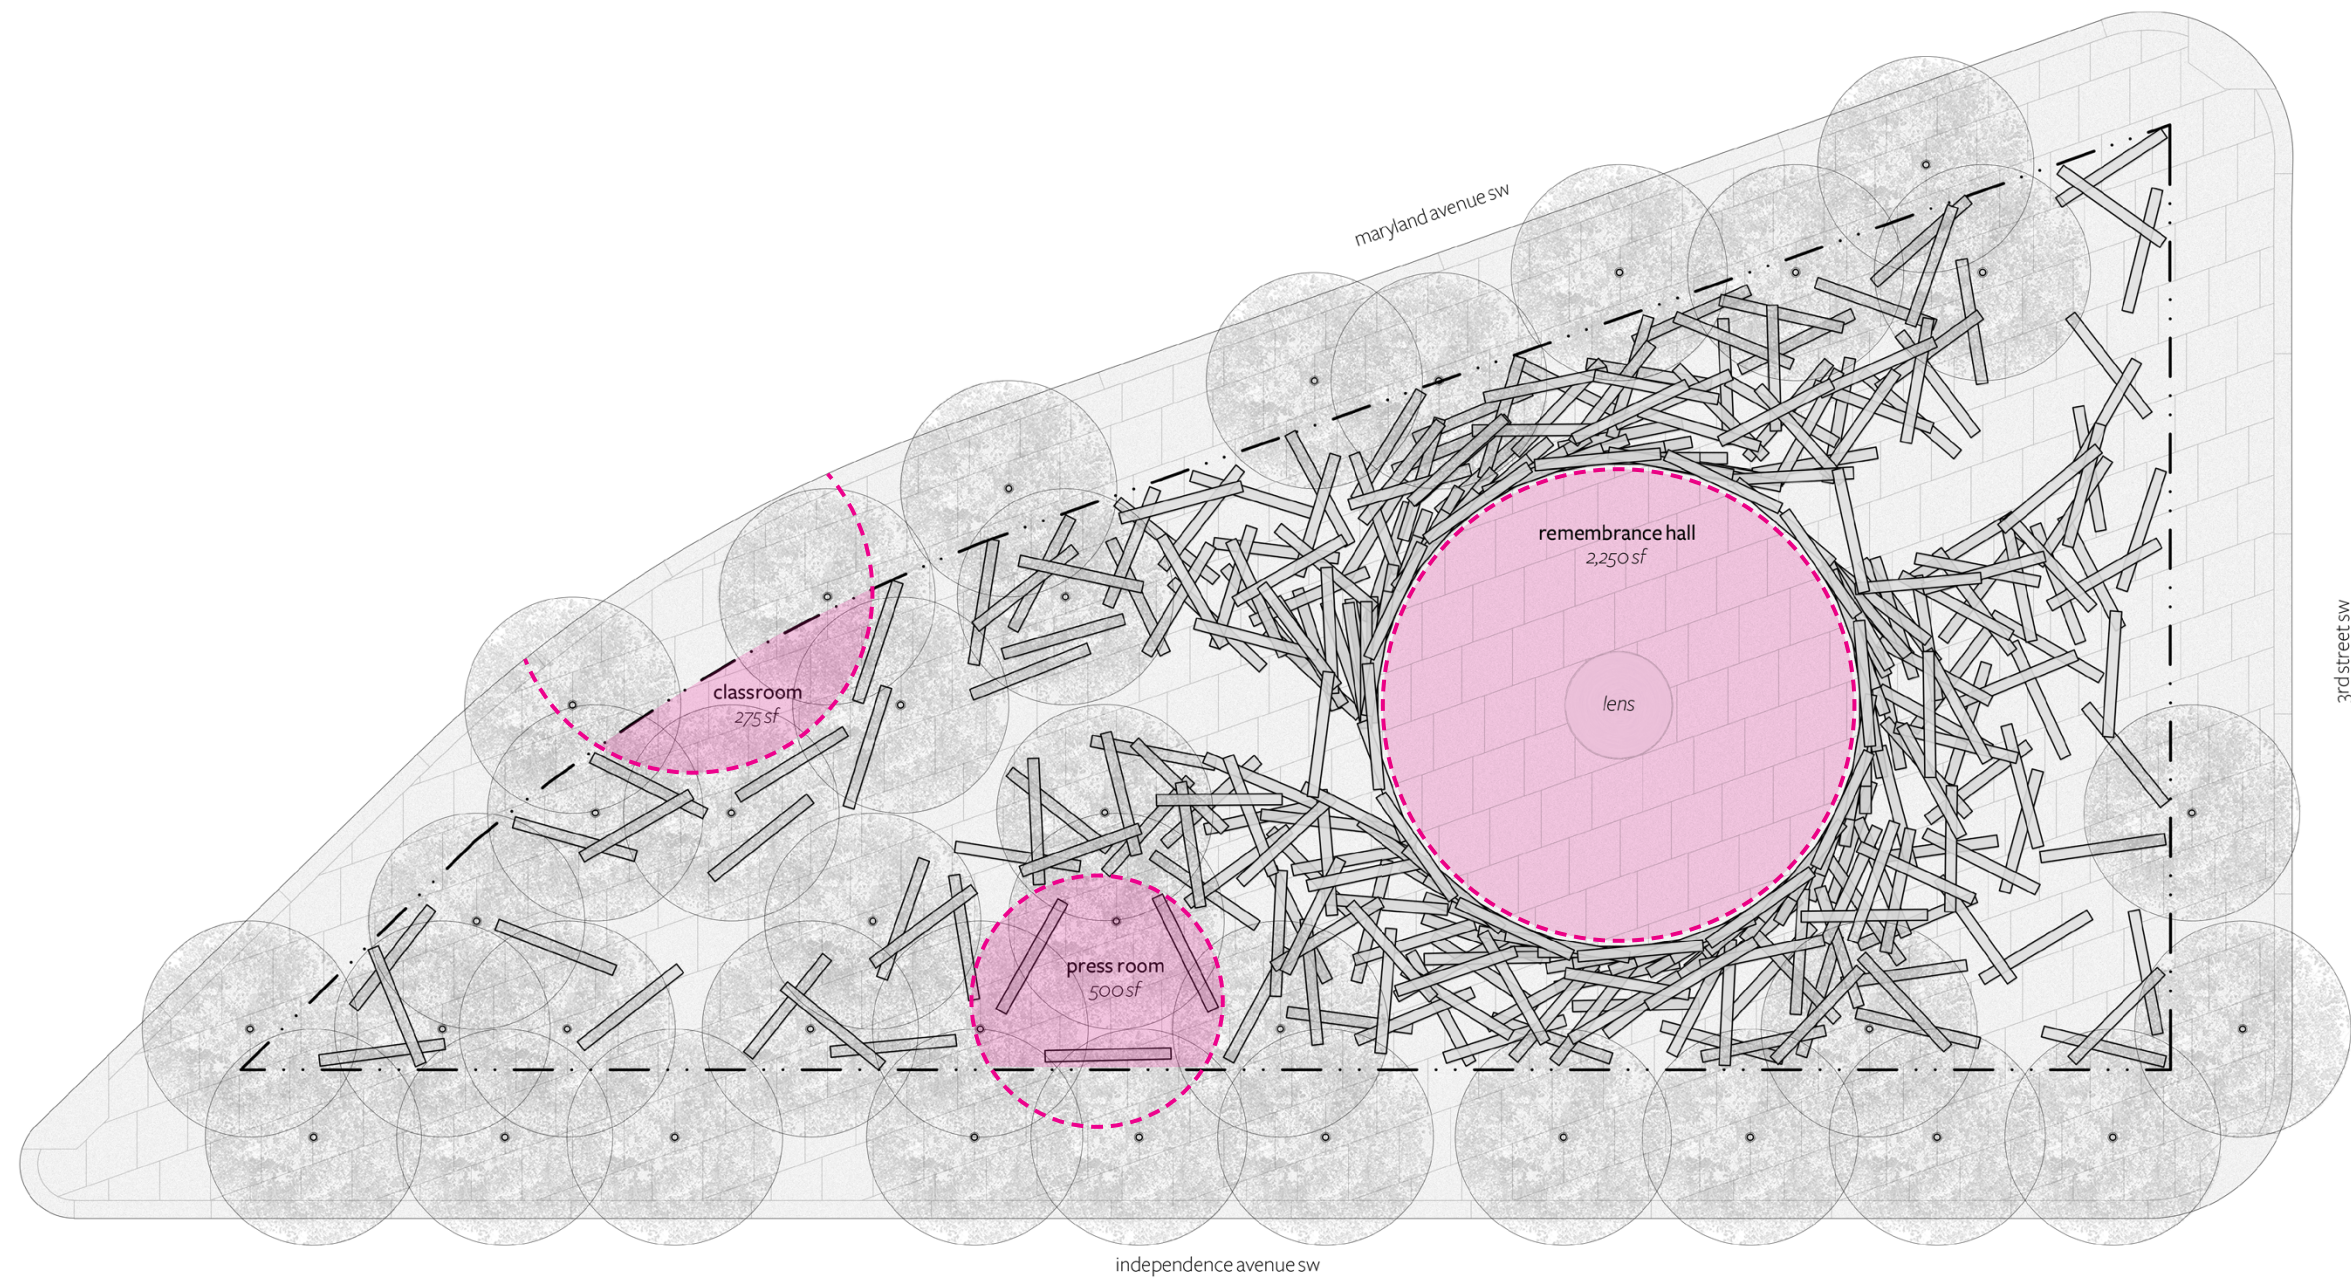 maryland avenue sw
remembrance hall
2,250 sf
lens
classroom
275 sf
press room
500 sf
3rd street sw
independence avenue sw